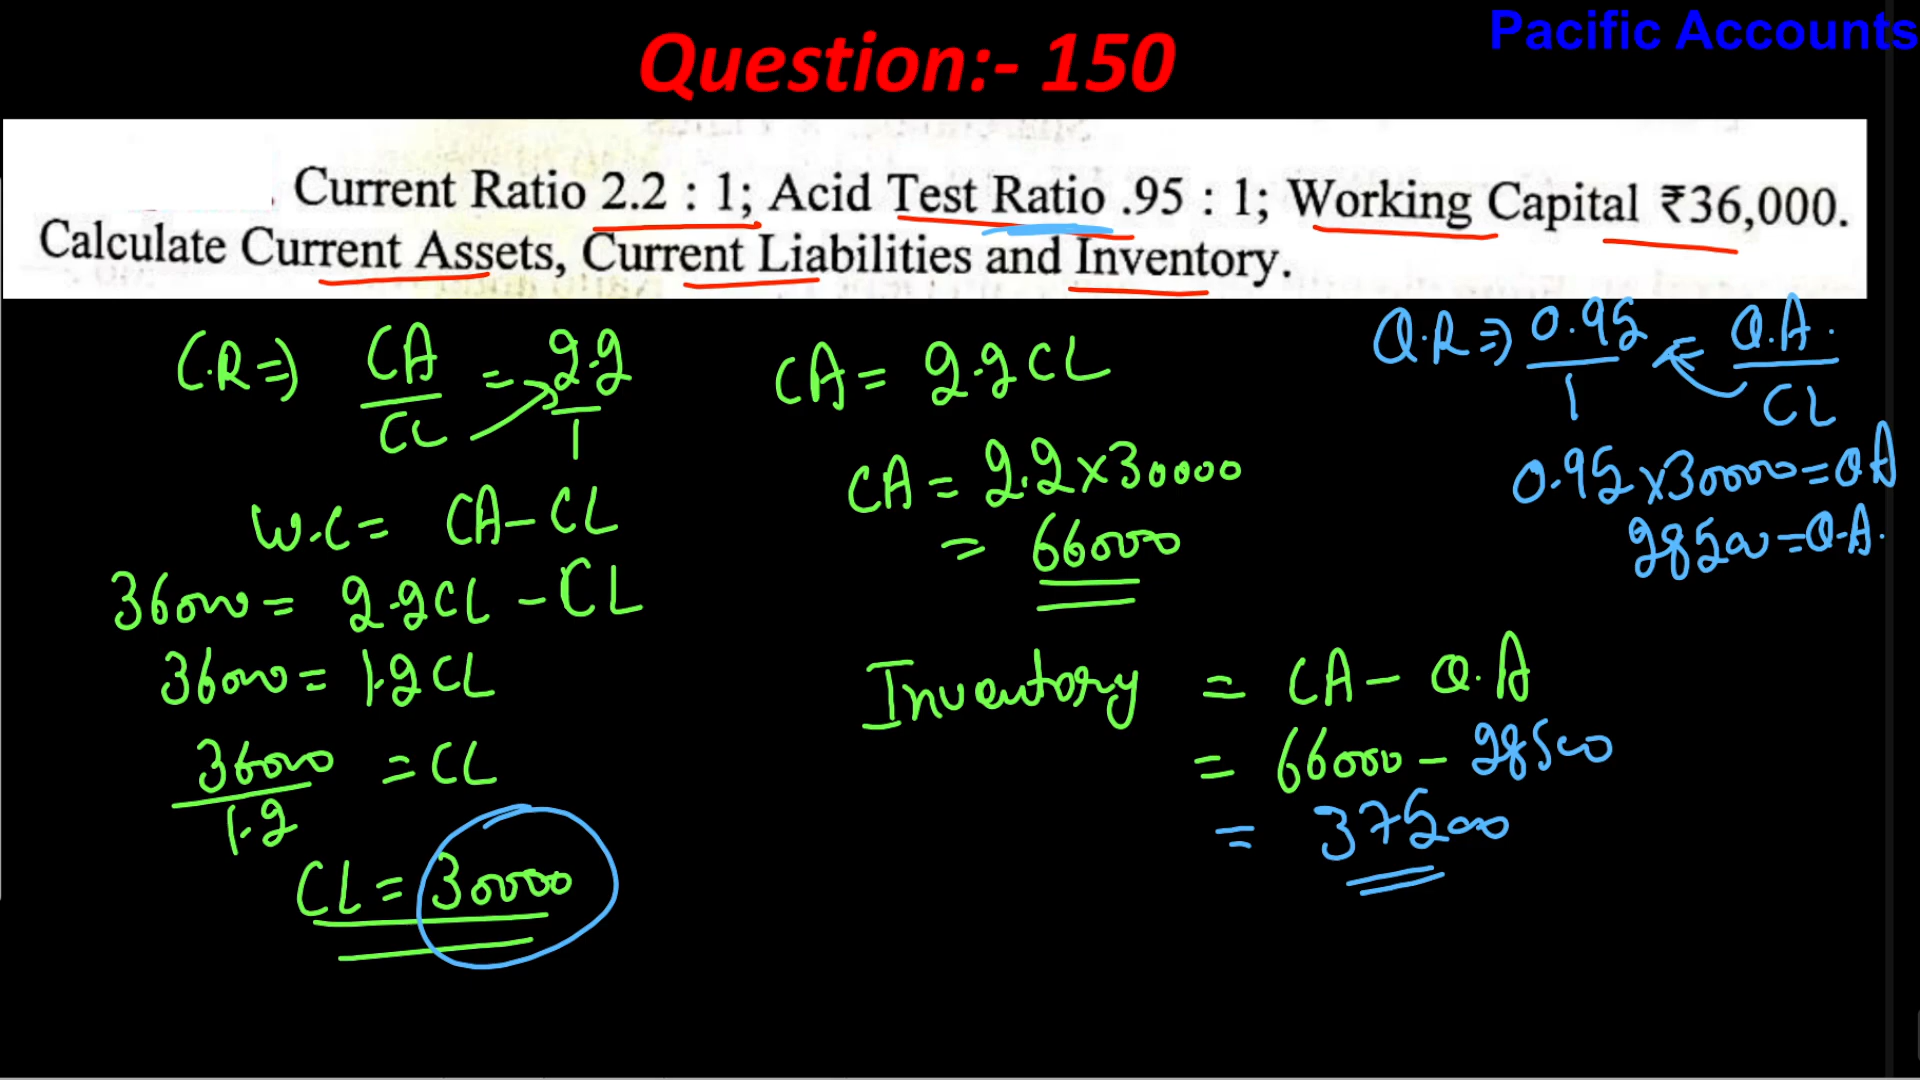 Pacific Accounts
Question:- 150
Current Ratio 2.2 : 1; Acid Test Ratio .95 : 1; Working Capital ₹36,000.
Calculate Current Assets, Current Liabilities and Inventory.
C.R ⇒ CA/CL = 2.2/1
W.C = CA - CL
36000 = 2.2CL - CL
36000 = 1.2CL
36000/1.2 = CL
CL = 30000
CA = 2.2CL
CA = 2.2×30000
= 66000
Q.R ⇒ 0.95/1 Q.A./CL
0.95×30000=QA
28500=Q.A.
Inventory = CA - Q.A
= 66000 - 28500
= 37500